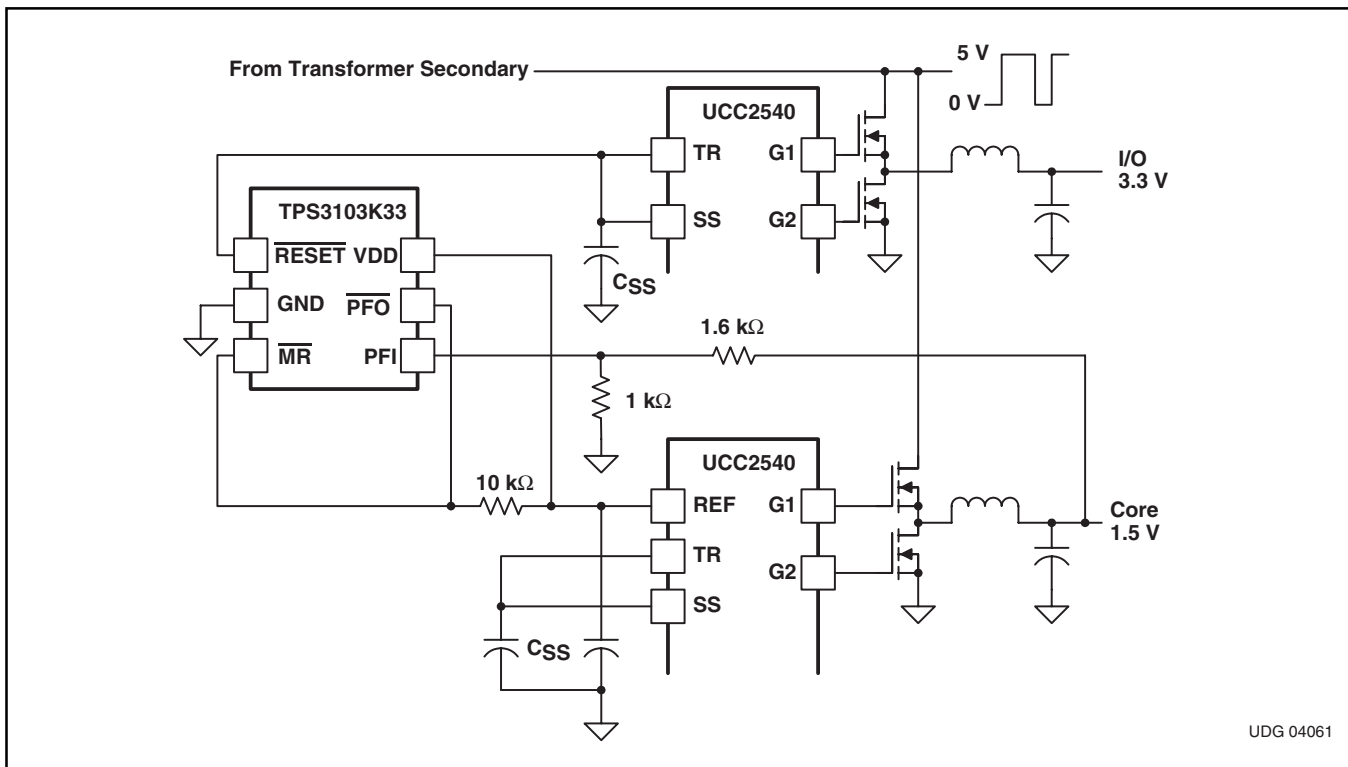 5 V
From Transformer Secondary
0 V
UCC2540
TR
G1
I/O
3.3 V
TPS3103K33
SS
G2
RESET
VDD
CSS
GND
PFO
1.6 kΩ
MR
PFI
1 kΩ
UCC2540
10 kΩ
REF
G1
Core
1.5 V
TR
G2
SS
CSS
UDG 04061